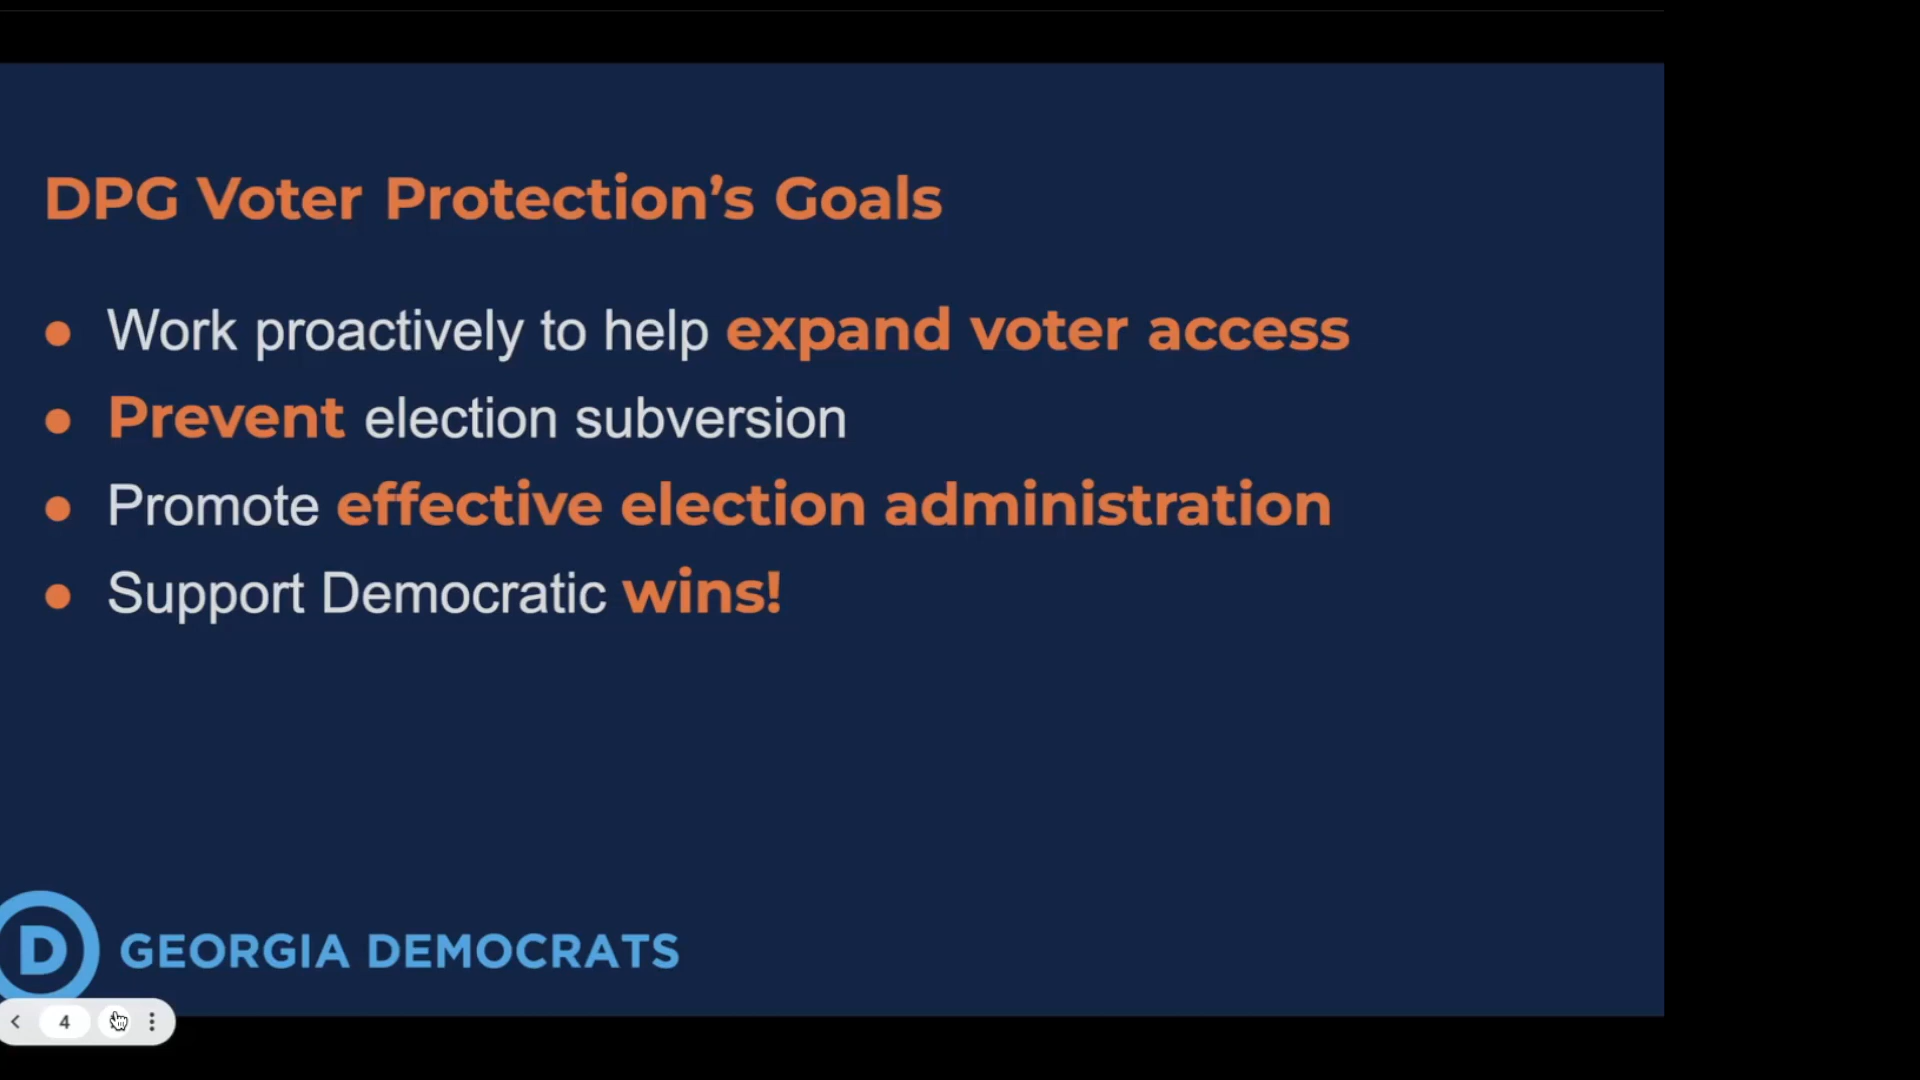 DPG Voter Protection’s Goals
● Work proactively to help expand voter access
● Prevent election subversion
● Promote effective election administration
● Support Democratic wins!
D GEORGIA DEMOCRATS
4